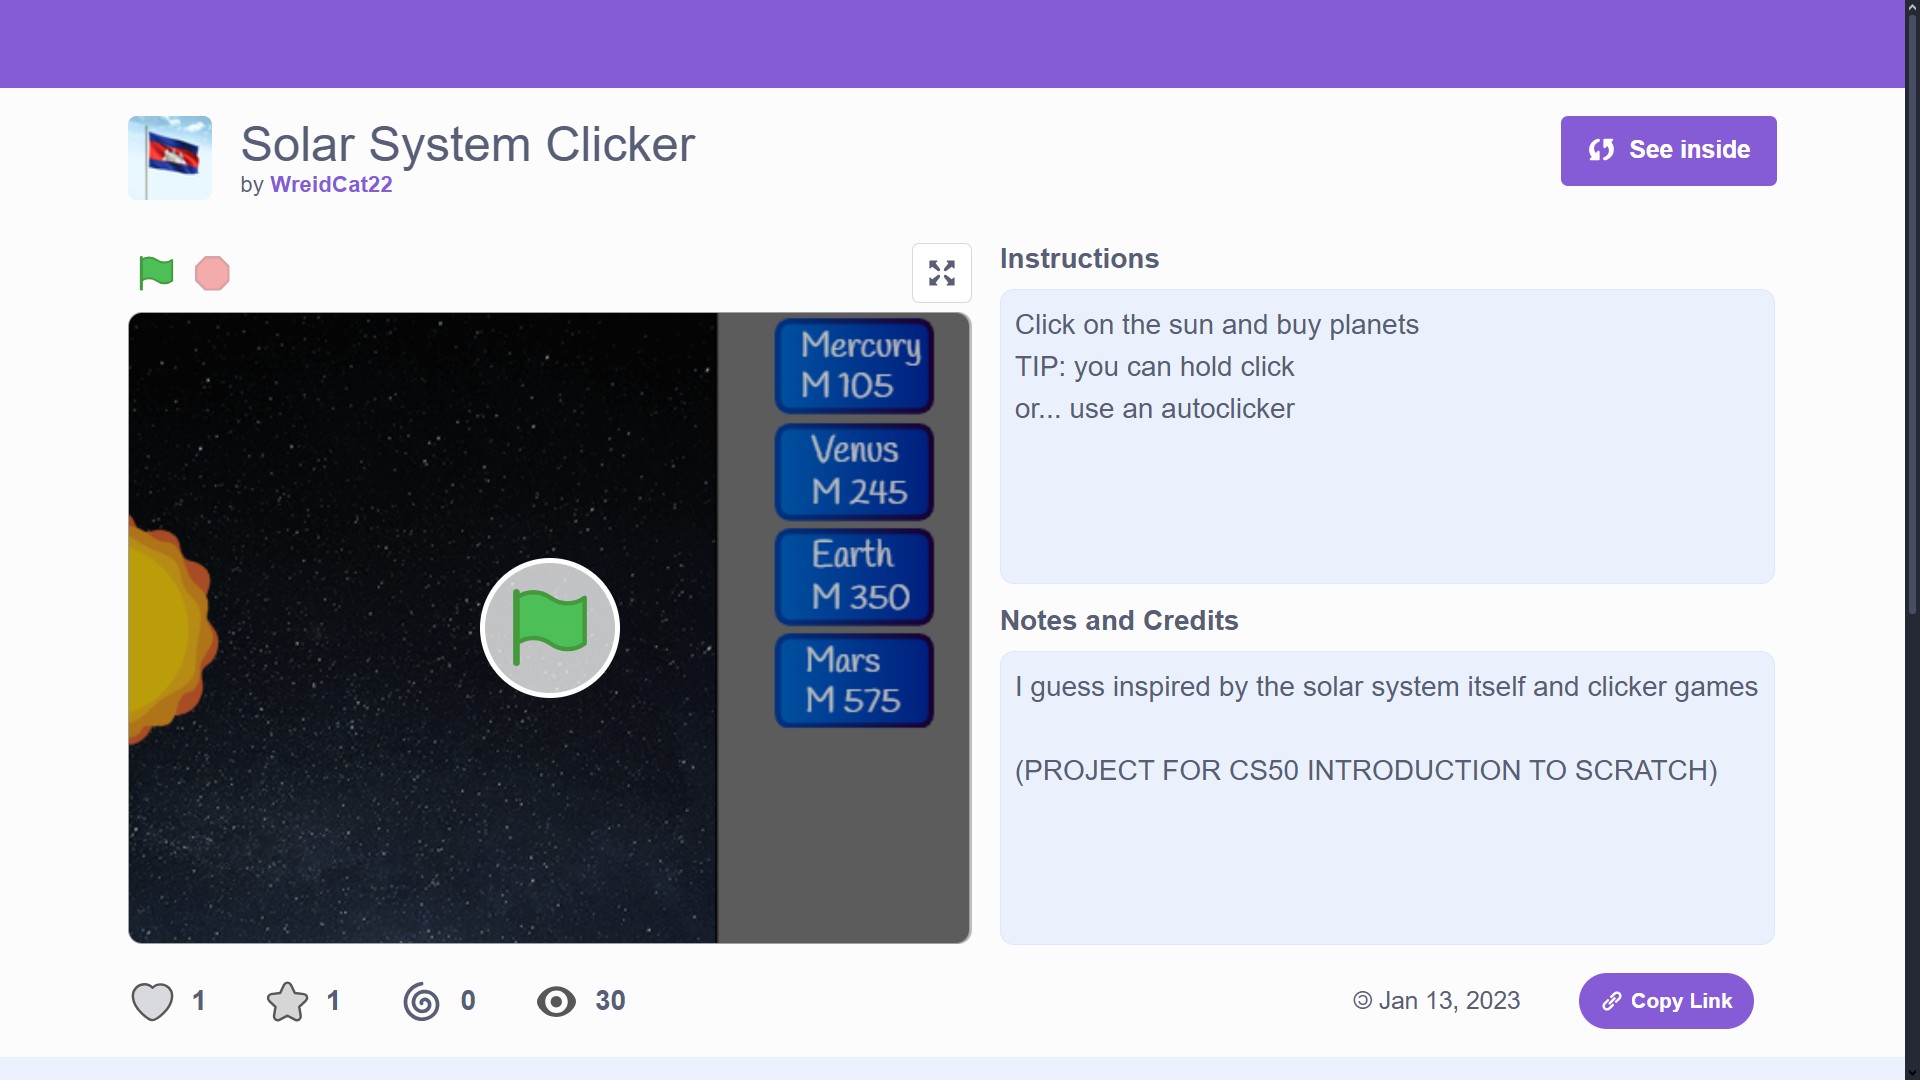 Solar System Clicker
by WreidCat22
See inside
Instructions
Click on the sun and buy planets
TIP: you can hold click
or... use an autoclicker
Mercury
M 105
Venus
M 245
Earth
M 350
Mars
M 575
Notes and Credits
I guess inspired by the solar system itself and clicker games
(PROJECT FOR CS50 INTRODUCTION TO SCRATCH)
1
1
0
30
Jan 13, 2023
Copy Link